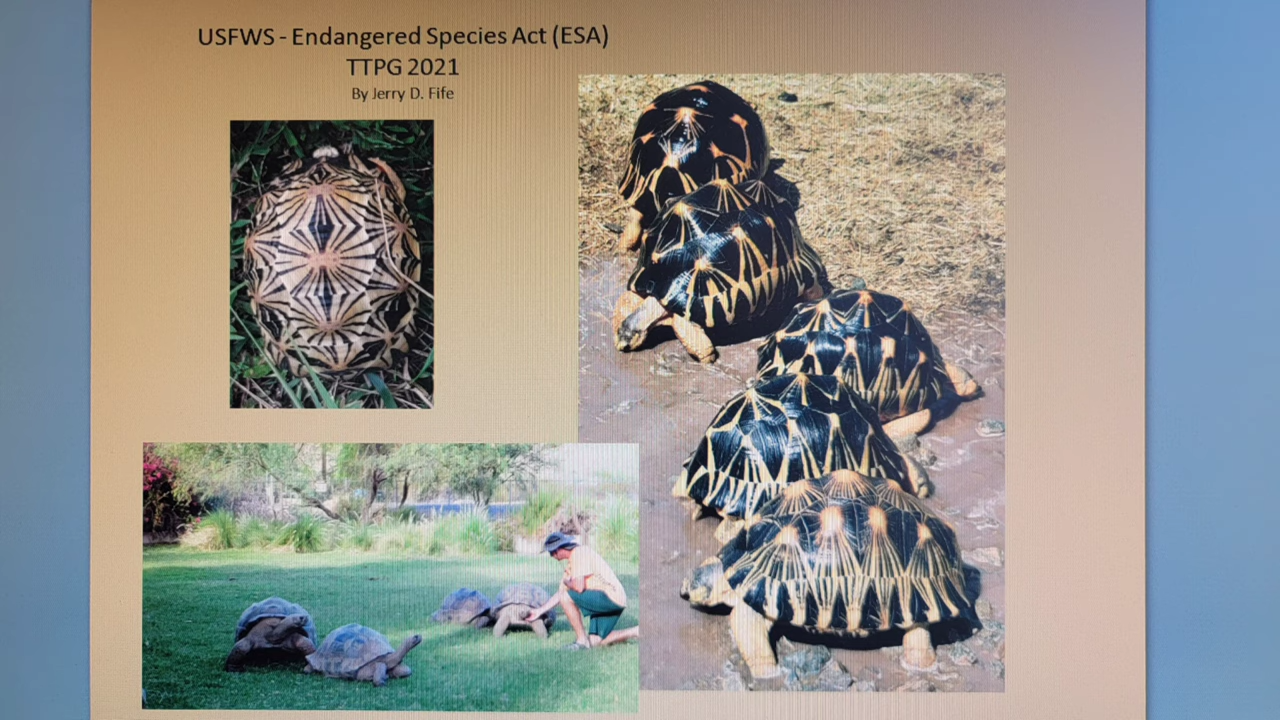 USFWS - Endangered Species Act (ESA)
TTPG 2021
By Jerry D. Fife